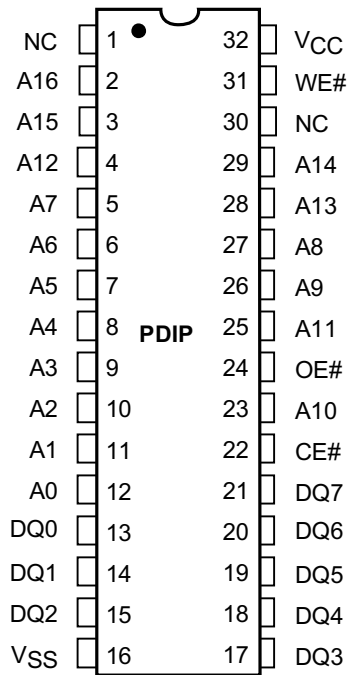 NC 1 32 VCC
A16 2 31 WE#
A15 3 30 NC
A12 4 29 A14
A7 5 28 A13
A6 6 27 A8
A5 7 26 A9
A4 8 PDIP 25 A11
A3 9 24 OE#
A2 10 23 A10
A1 11 22 CE#
A0 12 21 DQ7
DQ0 13 20 DQ6
DQ1 14 19 DQ5
DQ2 15 18 DQ4
VSS 16 17 DQ3